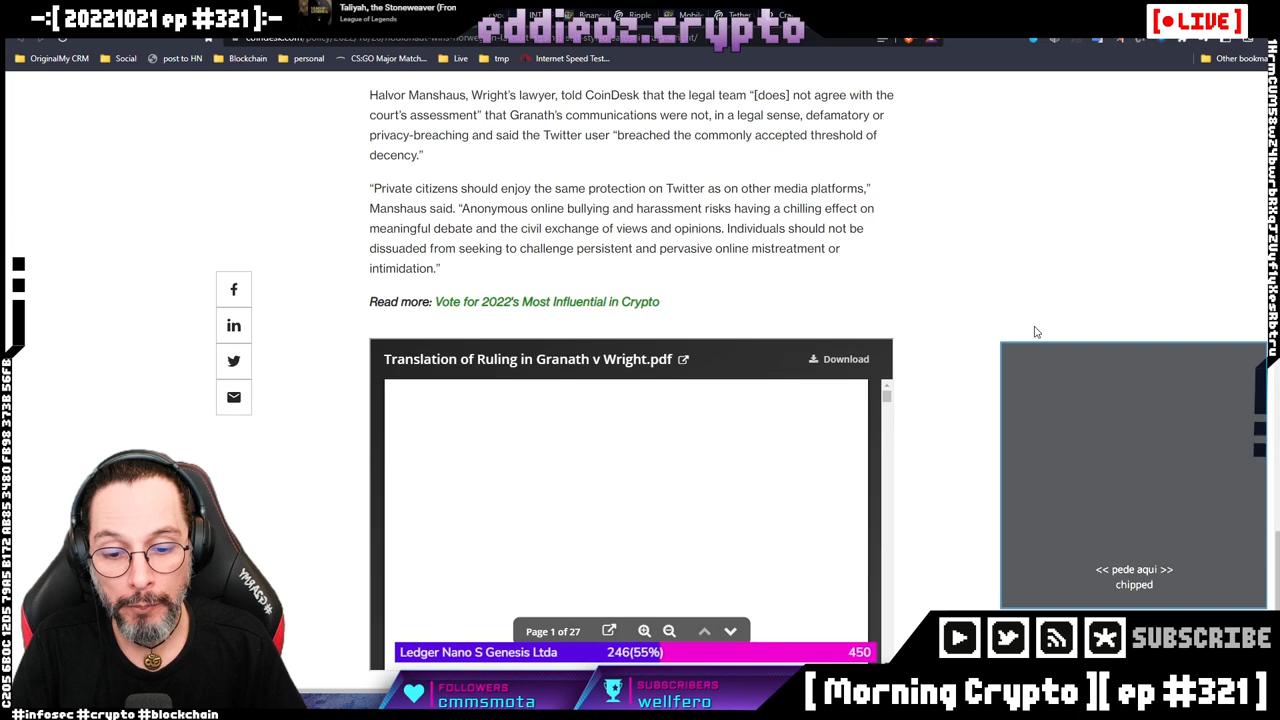 -:[ 20221021 ep #321 ]:-
Taliyah, the Stoneweaver (Fron
League of Legends
oddienz:crypto
[ LIVE ]
OriginalMy CRM
Social
post to HN
Blockchain
personal
CS:GO Major Match...
Live
tmp
Internet Speed Test...
Other bookma
Halvor Manshaus, Wright's lawyer, told CoinDesk that the legal team “[does] not agree with the
court's assessment” that Granath's communications were not, in a legal sense, defamatory or
privacy-breaching and said the Twitter user “breached the commonly accepted threshold of
decency.”
“Private citizens should enjoy the same protection on Twitter as on other media platforms,”
Manshaus said. “Anonymous online bullying and harassment risks having a chilling effect on
meaningful debate and the civil exchange of views and opinions. Individuals should not be
dissuaded from seeking to challenge persistent and pervasive online mistreatment or
intimidation.”
Read more: Vote for 2022's Most Influential in Crypto
Translation of Ruling in Granath v Wright.pdf
Download
Page 1 of 27
<< pede aqui >>
chipped
Ledger Nano S Genesis Ltda 246(55%) 450
FOLLOWERS
cmmsmota
SUBSCRIBERS
wellfero
SUBSCRIBE
[ Morning Crypto ][ ep #321 ]
#infosec #crypto #blockchain